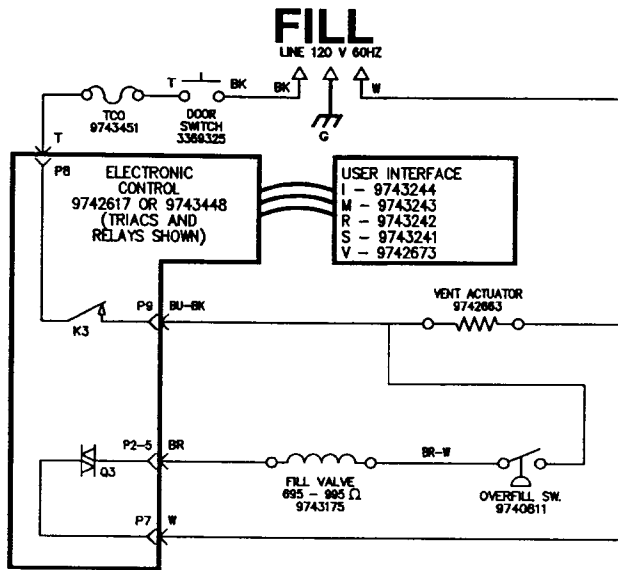 FILL
LINE 120 V 60HZ
T
BK
BK
W
TCO
9743451
DOOR
SWITCH
3369325
G
T
P8
ELECTRONIC
CONTROL
9742617 OR 9743448
(TRIACS AND
RELAYS SHOWN)
USER INTERFACE
I - 9743244
M - 9743243
R - 9743242
S - 9743241
V - 9742673
VENT ACTUATOR
9742663
P9
BU-BK
K3
P2-5
BR
BR-W
Q3
FILL VALVE
695 - 995 Ω
9743175
OVERFILL SW.
9740811
P7
W